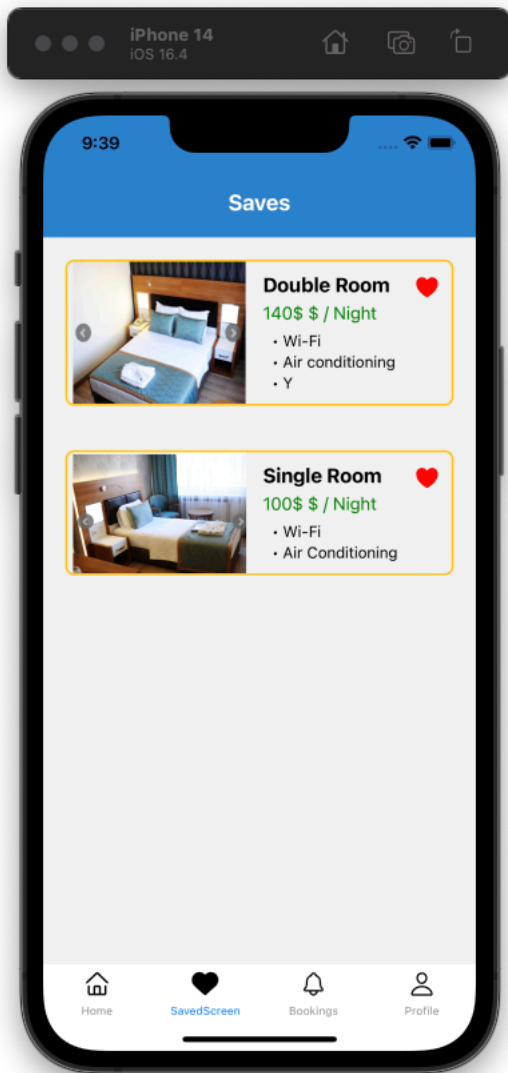 iPhone 14
iOS 16.4
9:39
Saves
Double Room
140$ $ / Night
• Wi-Fi
• Air conditioning
• Y
Single Room
100$ $ / Night
• Wi-Fi
• Air Conditioning
Home
SavedScreen
Bookings
Profile